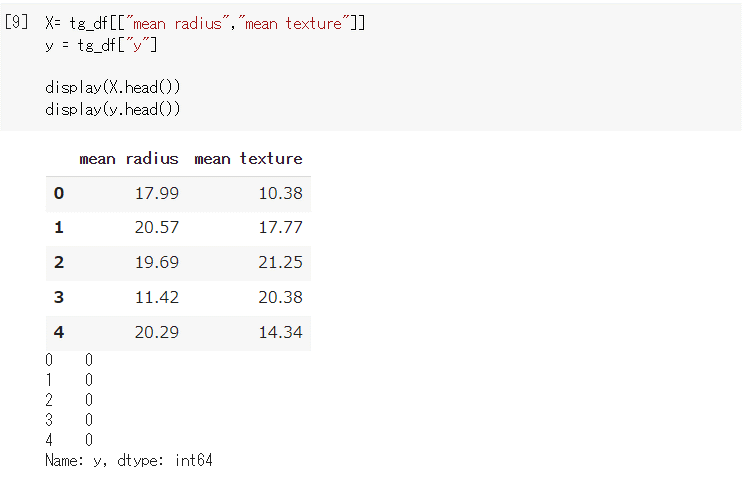 [9] X= tg_df[["mean radius","mean texture"]]
y = tg_df["y"]
display(X.head())
display(y.head())
mean radius mean texture
0 17.99 10.38
1 20.57 17.77
2 19.69 21.25
3 11.42 20.38
4 20.29 14.34
0 0
1 0
2 0
3 0
4 0
Name: y, dtype: int64